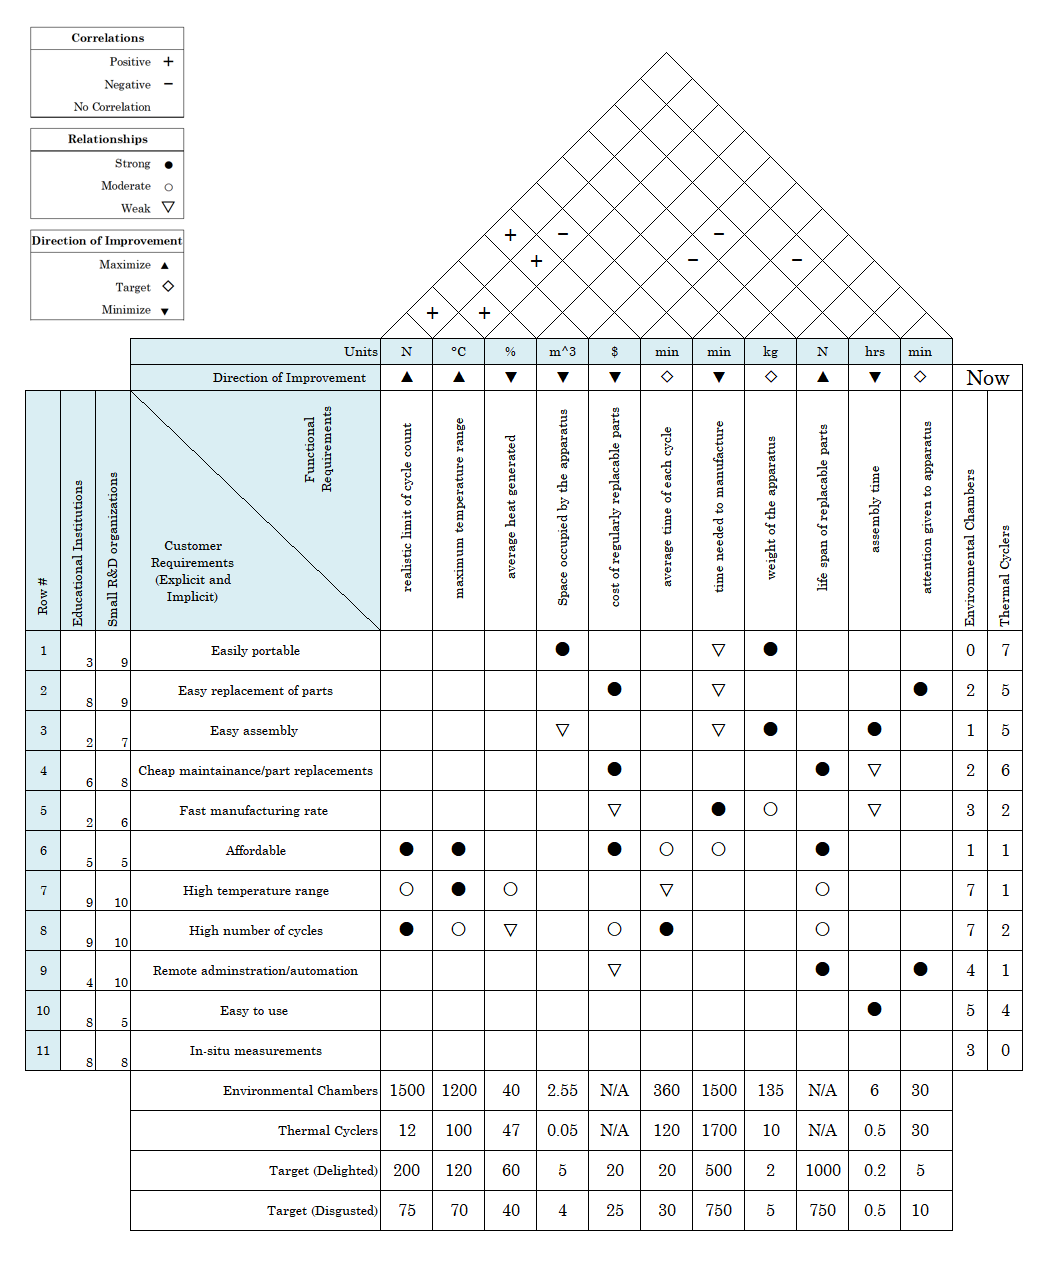 Correlations
Positive +
Negative −
No Correlation
Relationships
Strong ●
Moderate ○
Weak ▽
Direction of Improvement
Maximize ▲
Target ◇
Minimize ▼
+ − −
+ − −
+ +
Units N °C % m^3 $ min min kg N hrs min
Direction of Improvement ▲ ▲ ▼ ▼ ▼ ◇ ▼ ◇ ▲ ▼ ◇
Now
Row #
Educational Institutions
Small R&D organizations
Functional
Requirements
Customer
Requirements
(Explicit and
Implicit)
realistic limit of cycle count
maximum temperature range
average heat generated
Space occupied by the apparatus
cost of regularly replacable parts
average time of each cycle
time needed to manufacture
weight of the apparatus
life span of replacable parts
assembly time
attention given to apparatus
Environmental Chambers
Thermal Cyclers
1 3 9 Easily portable ● ▽ ● 0 7
2 8 9 Easy replacement of parts ● ▽ ● 2 5
3 2 7 Easy assembly ▽ ▽ ● ● 1 5
4 6 8 Cheap maintainance/part replacements ● ● ▽ 2 6
5 2 6 Fast manufacturing rate ▽ ● ○ ▽ 3 2
6 5 5 Affordable ● ● ● ○ ○ ● 1 1
7 9 10 High temperature range ○ ● ○ ▽ ○ 7 1
8 9 10 High number of cycles ● ○ ▽ ○ ● ○ 7 2
9 4 10 Remote adminstration/automation ▽ ● ● 4 1
10 8 5 Easy to use ● 5 4
11 8 8 In-situ measurements 3 0
Environmental Chambers 1500 1200 40 2.55 N/A 360 1500 135 N/A 6 30
Thermal Cyclers 12 100 47 0.05 N/A 120 1700 10 N/A 0.5 30
Target (Delighted) 200 120 60 5 20 20 500 2 1000 0.2 5
Target (Disgusted) 75 70 40 4 25 30 750 5 750 0.5 10